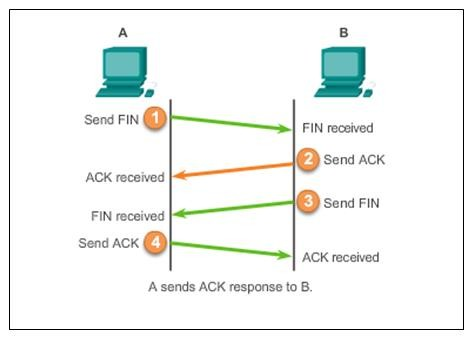 A B
Send FIN 1
FIN received
2 Send ACK
ACK received
3 Send FIN
FIN received
Send ACK 4
ACK received
A sends ACK response to B.